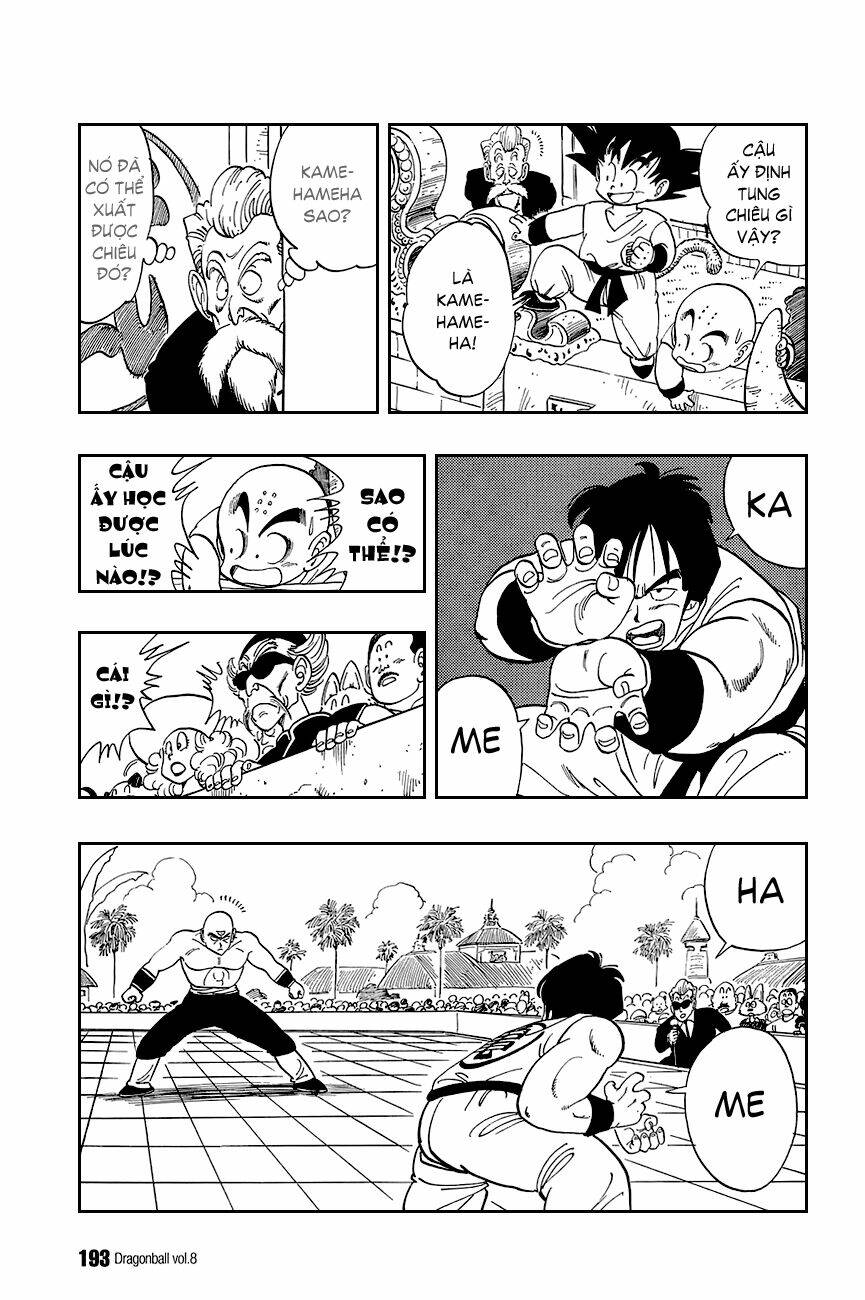 CẬU
ẤY ĐỊNH
TUNG
CHIÊU GÌ
VẬY?
LÀ
KAME-
HAME-
HA!
KAME-
HAMEHA
SAO?
NÓ ĐÀ
CÓ THỂ
XUẤT
ĐƯỢC
CHIÊU
ĐÓ?
KA
ME
SAO
CÓ
THỂ!?
CẬU
ẤY HỌC
ĐƯỢC
LÚC
NÀO!?
CÁI
GÌ!?
HA
ME
193 Dragonball vol.8